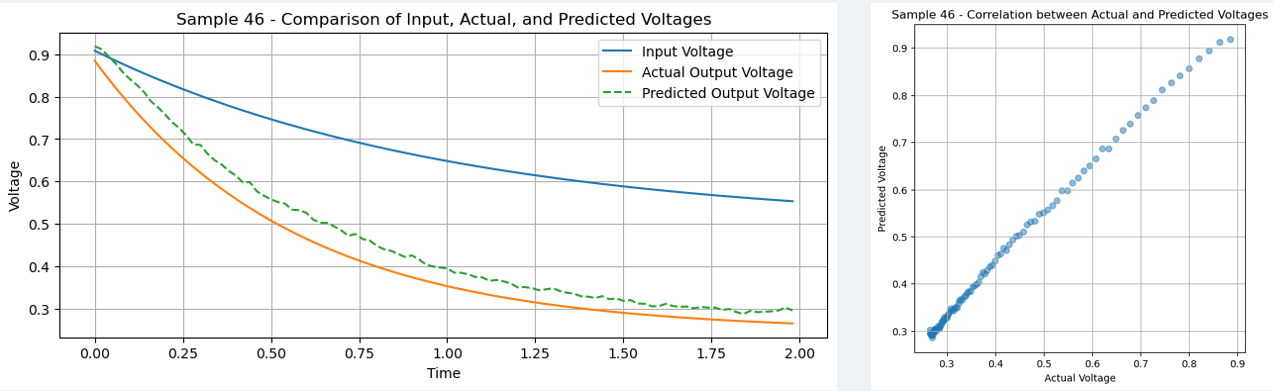 Sample 46 - Comparison of Input, Actual, and Predicted Voltages
Input Voltage
Actual Output Voltage
Predicted Output Voltage
Voltage
0.9
0.8
0.7
0.6
0.5
0.4
0.3
0.00 0.25 0.50 0.75 1.00 1.25 1.50 1.75 2.00
Time
Sample 46 - Correlation between Actual and Predicted Voltages
Predicted Voltage
0.9
0.8
0.7
0.6
0.5
0.4
0.3
0.3 0.4 0.5 0.6 0.7 0.8 0.9
Actual Voltage